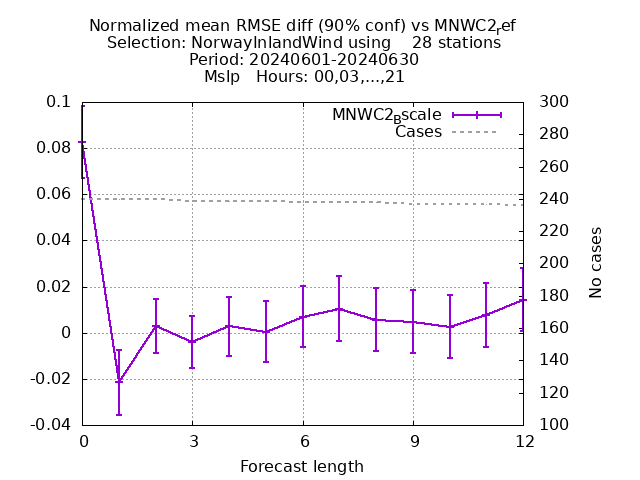 Normalized mean RMSE diff (90% conf) vs MNWC2ref
Selection: NorwayInlandWind using 28 stations
Period: 20240601-20240630
Mslp Hours: 00,03,...,21
MNWC2Bscale
Cases
0.1
0.08
0.06
0.04
0.02
0
-0.02
-0.04
300
280
260
240
220
200
180
160
140
120
100
No cases
0 3 6 9 12
Forecast length